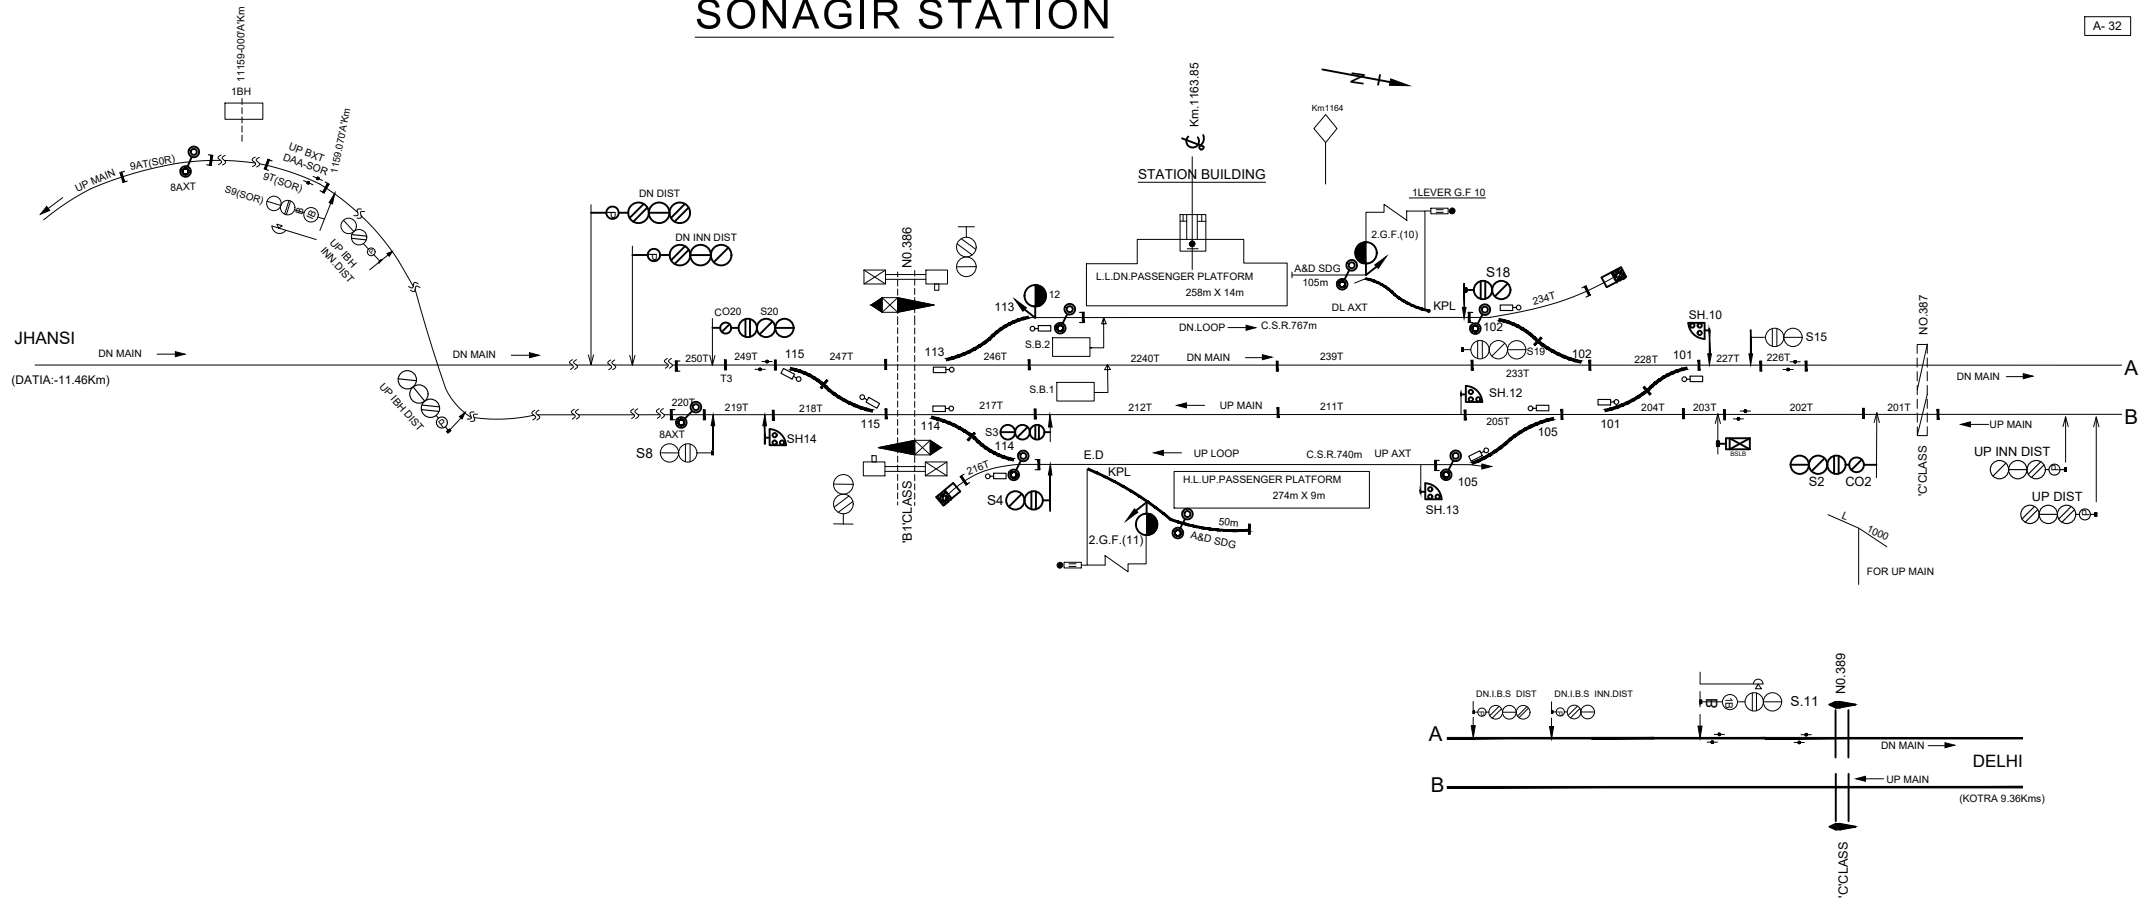 SONAGIR STATION
A- 32
11159-000'A'Km
1BH
1159.070'A'Km
UP BXT
DAA-SOR
9AT(S0R)
UP MAIN
8AXT
9T(SOR)
S9(SOR)
B
IB
UP IBH
INN.DIST
P
UP IBH DIST
P
DN DIST
P
DN INN DIST
P
N0.386
'B1'CLASS
Km.1163.85
N
Km1164
STATION BUILDING
L.L.DN.PASSENGER PLATFORM
258m X 14m
1LEVER G.F 10
2.G.F.(10)
A&D SDG
105m
DL AXT
KPL
S18
234T
102
S19
113
12
S.B.2
DN.LOOP
C.S.R.767m
JHANSI
(DATIA:-11.46Km)
DN MAIN
DN MAIN
250T
CO20
S20
249T
T3
115
247T
113
246T
2240T
DN MAIN
239T
233T
102
228T
101
SH.10
227T
S15
226T
NO.387
'C'CLASS
DN MAIN
A
S.B.1
220T
8AXT
S8
219T
SH14
218T
115
114
217T
S3
212T
UP MAIN
211T
SH.12
205T
105
101
204T
203T
BSLB
202T
201T
UP MAIN
B
S2
CO2
UP INN DIST
P
UP DIST
P
114
216T
S4
E.D
KPL
UP LOOP
C.S.R.740m
UP AXT
105
SH.13
H.L.UP.PASSENGER PLATFORM
274m X 9m
2.G.F.(11)
50m
A&D SDG
L
1000
FOR UP MAIN
DN.I.B.S DIST
P
DN.I.B.S INN.DIST
P
B
1B
S.11
N0.389
A
DN MAIN
DELHI
B
UP MAIN
(KOTRA 9.36Kms)
'C'CLASS